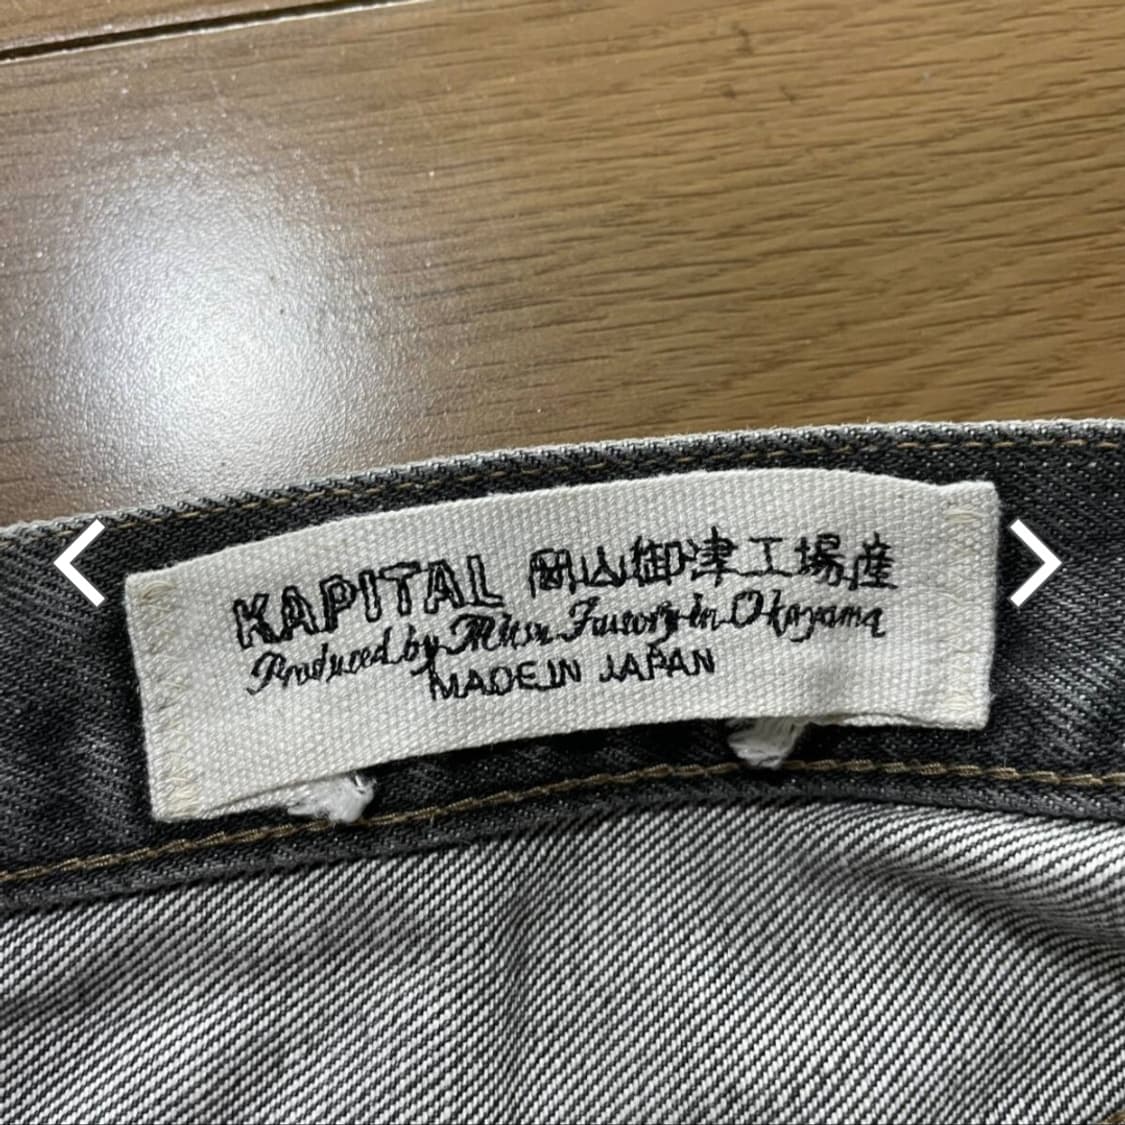 KAPITAL 岡山御津工場産
Produced by Mitsu Factory in Okayama
MADE IN JAPAN